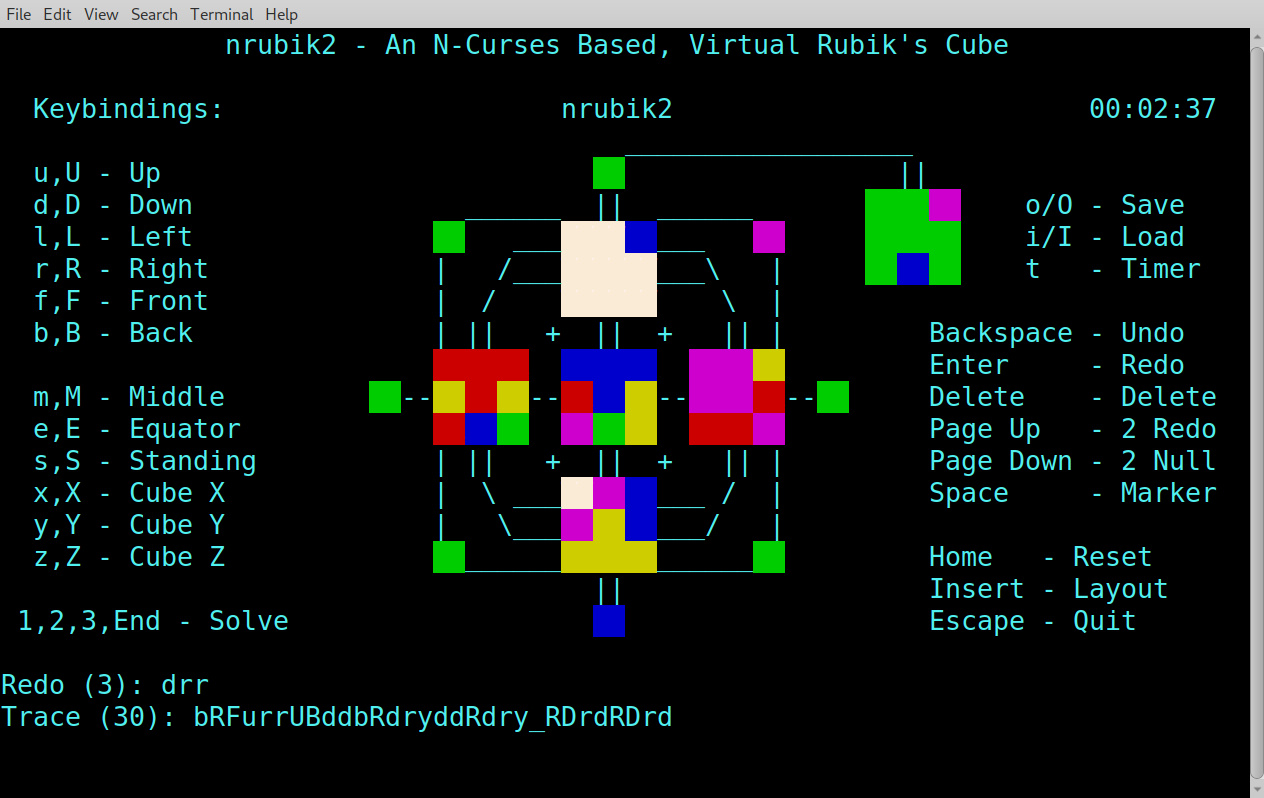 File Edit View Search Terminal Help
nrubik2 - An N-Curses Based, Virtual Rubik's Cube
Keybindings: nrubik2 00:02:37
u,U - Up
d,D - Down o/O - Save
l,L - Left i/I - Load
r,R - Right t - Timer
f,F - Front
b,B - Back Backspace - Undo
Enter - Redo
m,M - Middle Delete - Delete
e,E - Equator Page Up - 2 Redo
s,S - Standing Page Down - 2 Null
x,X - Cube X Space - Marker
y,Y - Cube Y
z,Z - Cube Z Home - Reset
Insert - Layout
1,2,3,End - Solve Escape - Quit
Redo (3): drr
Trace (30): bRFurrUBddbRdryddRdry_RDrdRDrd